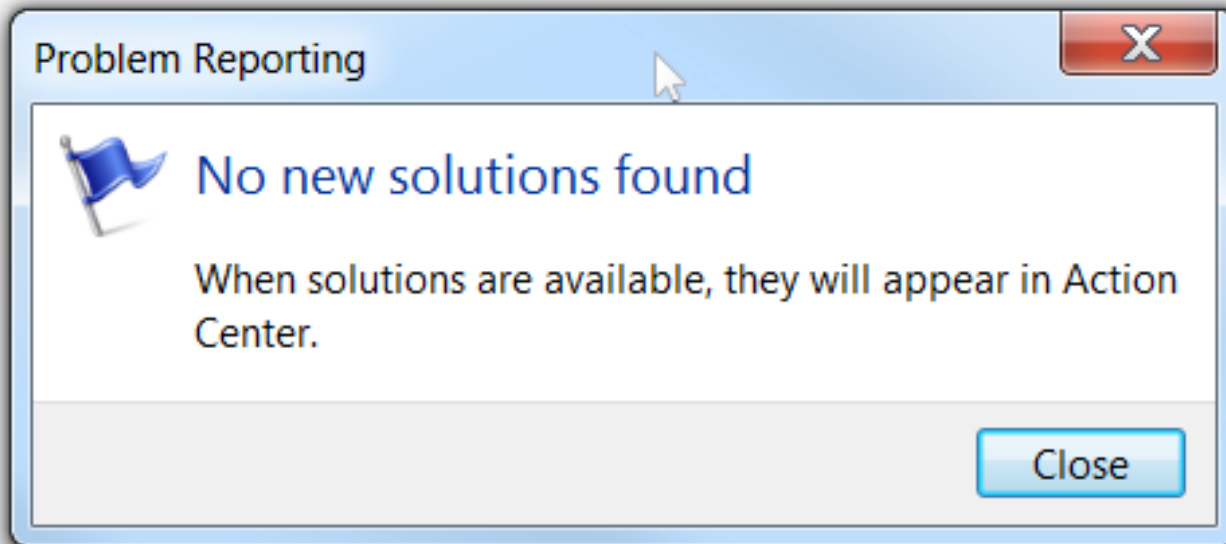 Problem Reporting
No new solutions found
When solutions are available, they will appear in Action
Center.
Close